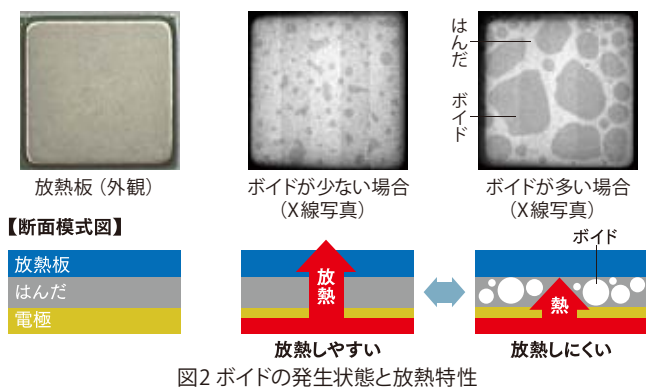 はんだ
ボイド
放熱板（外観）
ボイドが少ない場合
（X線写真）
ボイドが多い場合
（X線写真）
【断面模式図】
放熱板
はんだ
電極
放熱
放熱しやすい
ボイド
熱
放熱しにくい
図2 ボイドの発生状態と放熱特性